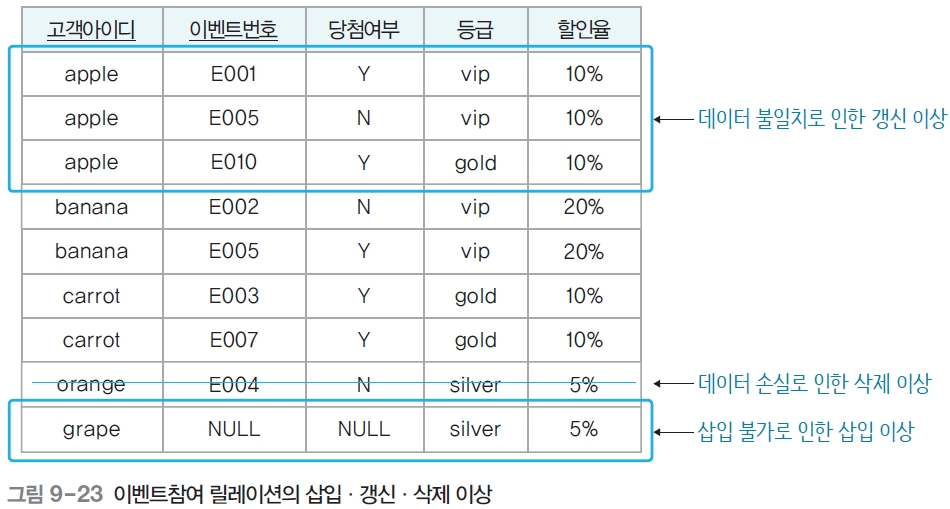 고객아이디 이벤트번호 당첨여부 등급 할인율
apple E001 Y vip 10%
apple E005 N vip 10% 데이터 불일치로 인한 갱신 이상
apple E010 Y gold 10%
banana E002 N vip 20%
banana E005 Y vip 20%
carrot E003 Y gold 10%
carrot E007 Y gold 10%
orange E004 N silver 5% 데이터 손실로 인한 삭제 이상
grape NULL NULL silver 5% 삽입 불가로 인한 삽입 이상
그림 9-23 이벤트참여 릴레이션의 삽입 · 갱신 · 삭제 이상